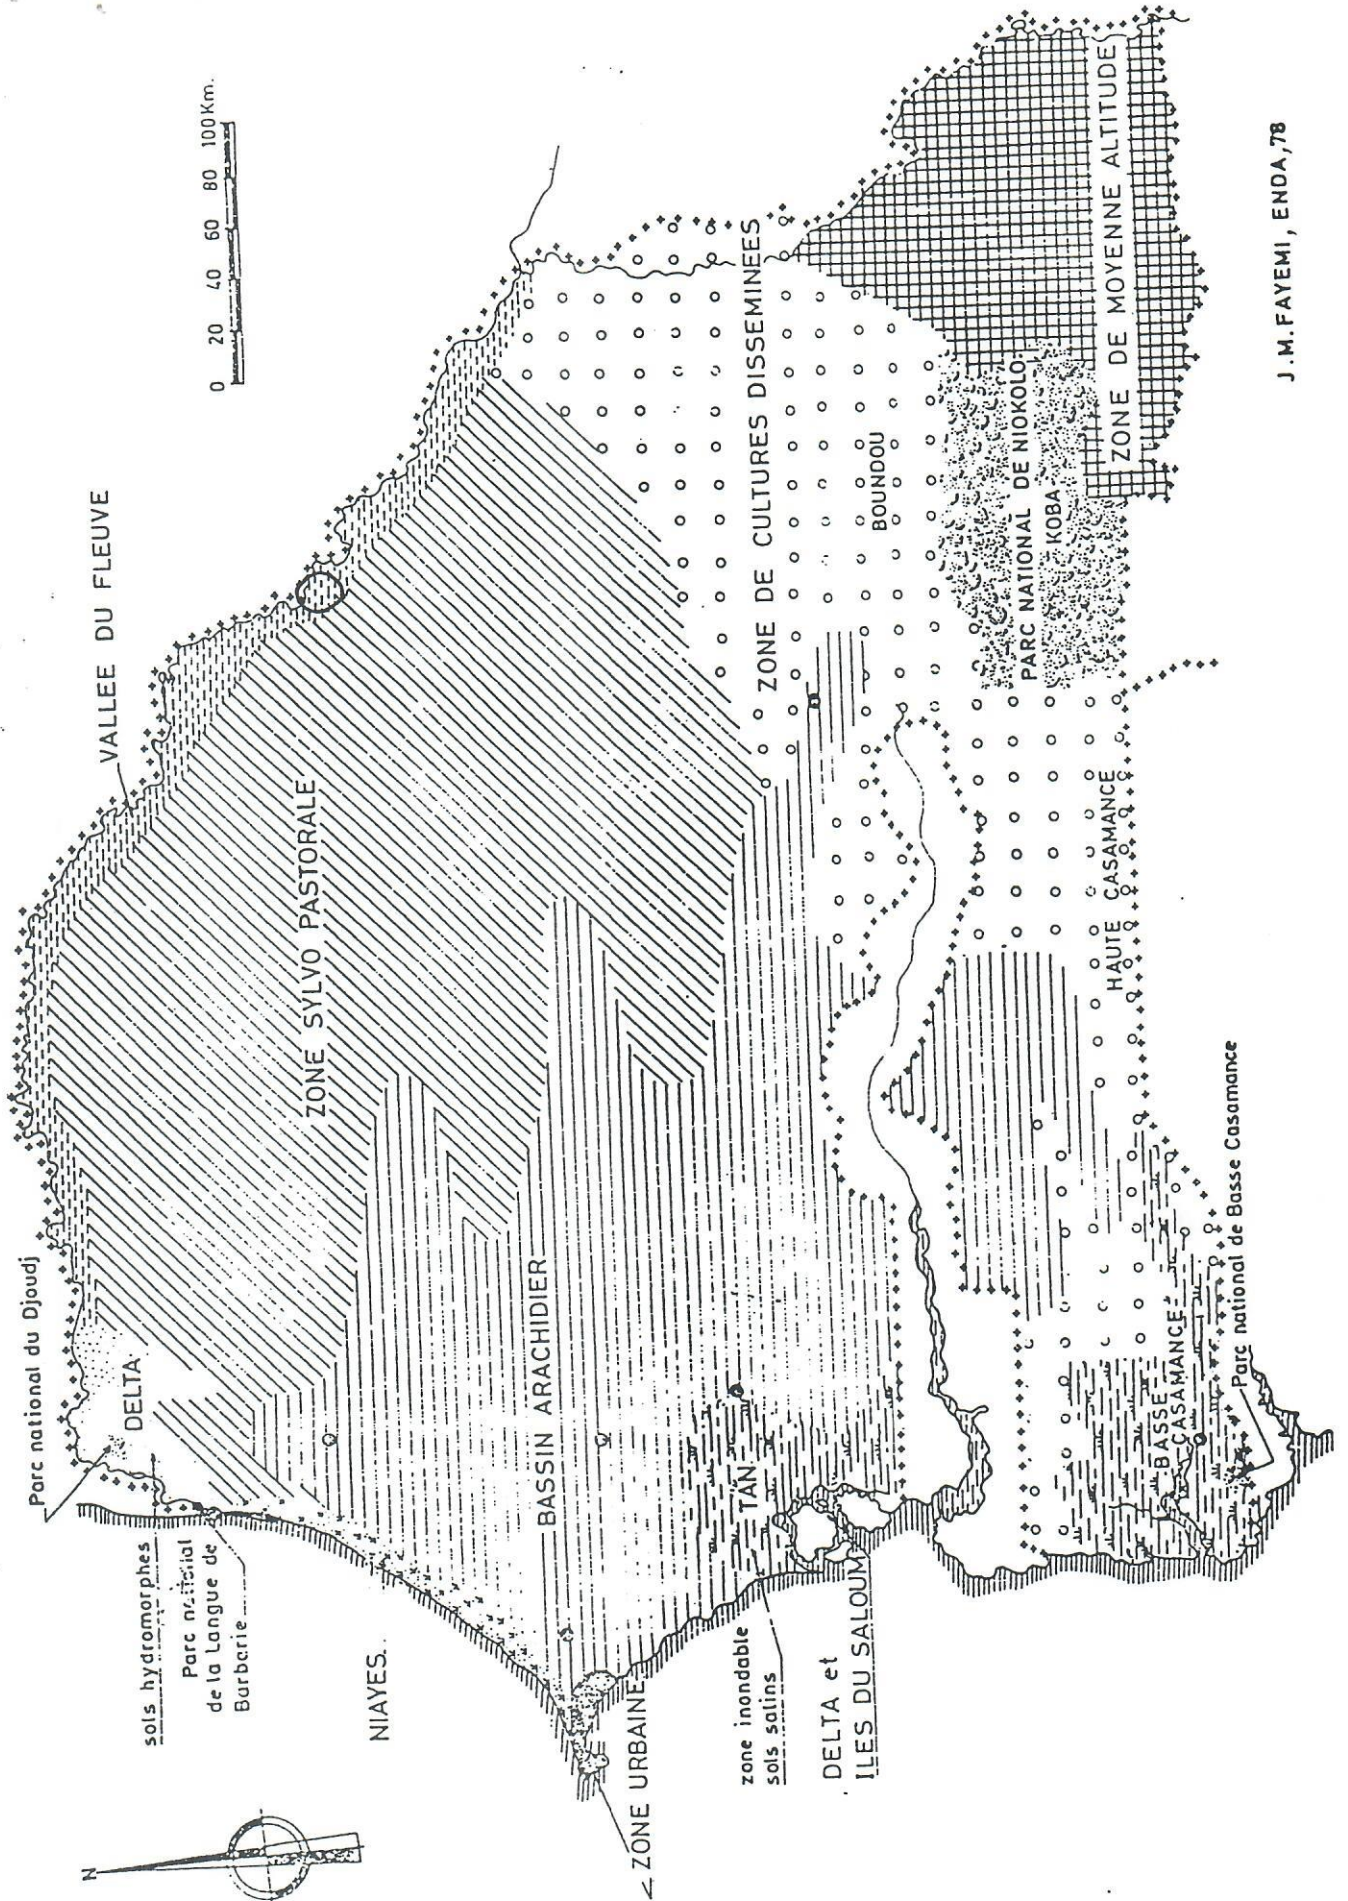 Parc national du Djoudj
DELTA
VALLEE DU FLEUVE
0 20 40 60 80 100Km.
sols hydromorphes
Parc national
de la Langue de
Barbarie
NIAYES.
ZONE SYLVO PASTORALE
N
BASSIN ARACHIDIER
ZONE URBAINE
zone inondable
sols salins
TAN
DELTA et
ILES DU SALOUM
ZONE DE CULTURES DISSEMINEES
BOUNDOU
PARC NATIONAL DE NIOKOLO
KOBA
ZONE DE MOYENNE ALTITUDE
HAUTE CASAMANCE
BASSE
CASAMANCE
Parc national de Basse Casamance
J.M.FAYEMI, ENDA,78